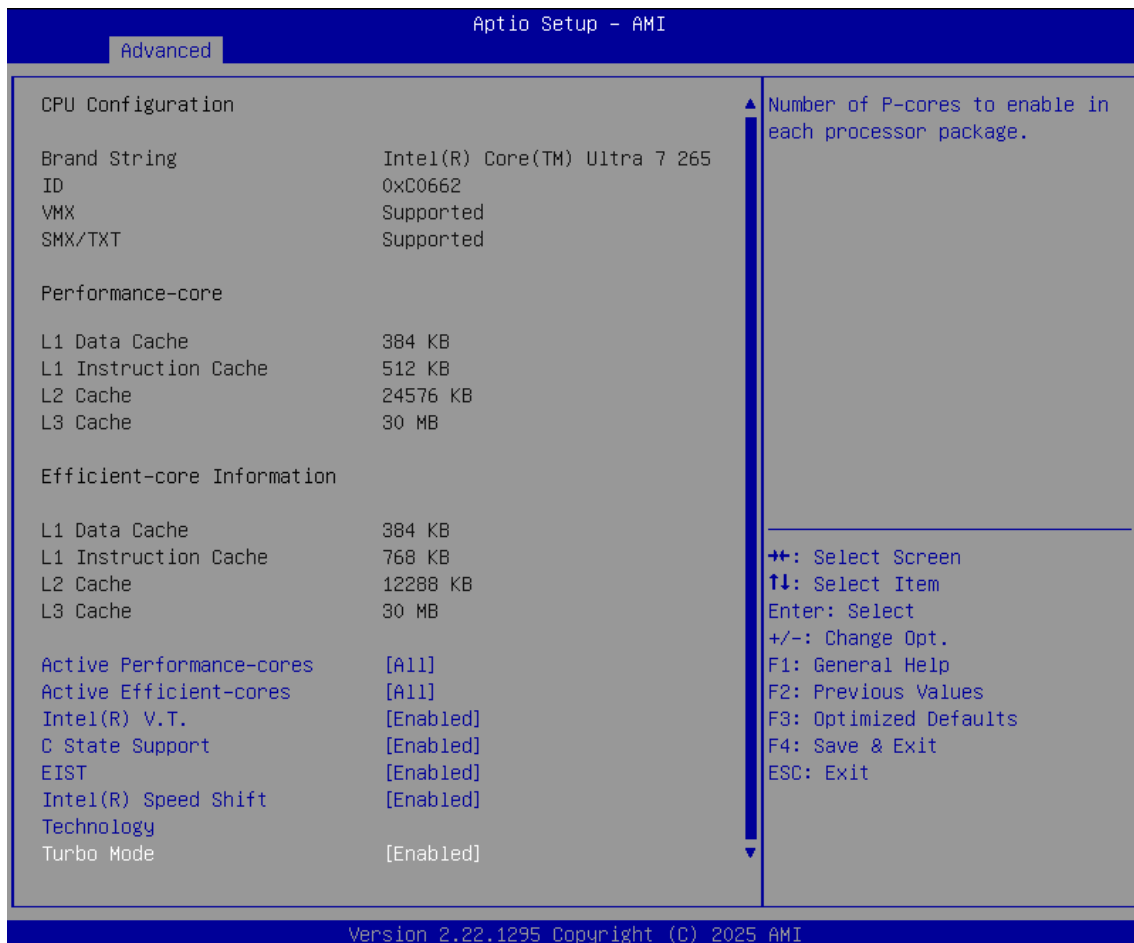 Aptio Setup – AMI
Advanced
CPU Configuration
Brand String Intel(R) Core(TM) Ultra 7 265
ID 0xC0662
VMX Supported
SMX/TXT Supported
Performance-core
L1 Data Cache 384 KB
L1 Instruction Cache 512 KB
L2 Cache 24576 KB
L3 Cache 30 MB
Efficient-core Information
L1 Data Cache 384 KB
L1 Instruction Cache 768 KB
L2 Cache 12288 KB
L3 Cache 30 MB
Active Performance-cores [All]
Active Efficient-cores [All]
Intel(R) V.T. [Enabled]
C State Support [Enabled]
EIST [Enabled]
Intel(R) Speed Shift [Enabled]
Technology
Turbo Mode [Enabled]
Number of P-cores to enable in
each processor package.
→←: Select Screen
↑↓: Select Item
Enter: Select
+/-: Change Opt.
F1: General Help
F2: Previous Values
F3: Optimized Defaults
F4: Save & Exit
ESC: Exit
Version 2.22.1295 Copyright (C) 2025 AMI